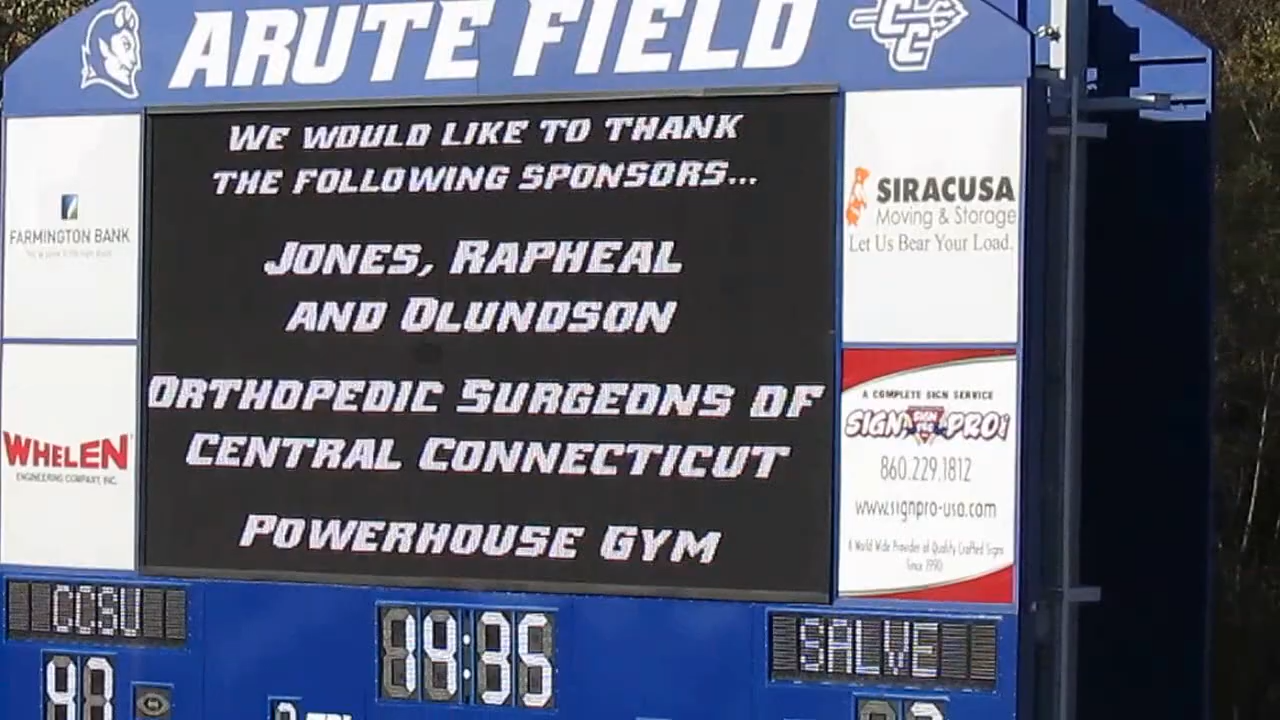 ARUTE FIELD
CC
WE WOULD LIKE TO THANK
THE FOLLOWING SPONSORS...
JONES, RAPHEAL
AND OLUNDSON
ORTHOPEDIC SURGEONS OF
CENTRAL CONNECTICUT
POWERHOUSE GYM
FARMINGTON BANK
WHELEN
ENGINEERING COMPANY, INC.
SIRACUSA
Moving & Storage
Let Us Bear Your Load.
A COMPLETE SIGN SERVICE
SIGN PRO
860.229.1812
www.signpro-usa.com
A World Wide Provider of Quality Crafted Signs
Since 1990
CCSU
14:35
SALVE